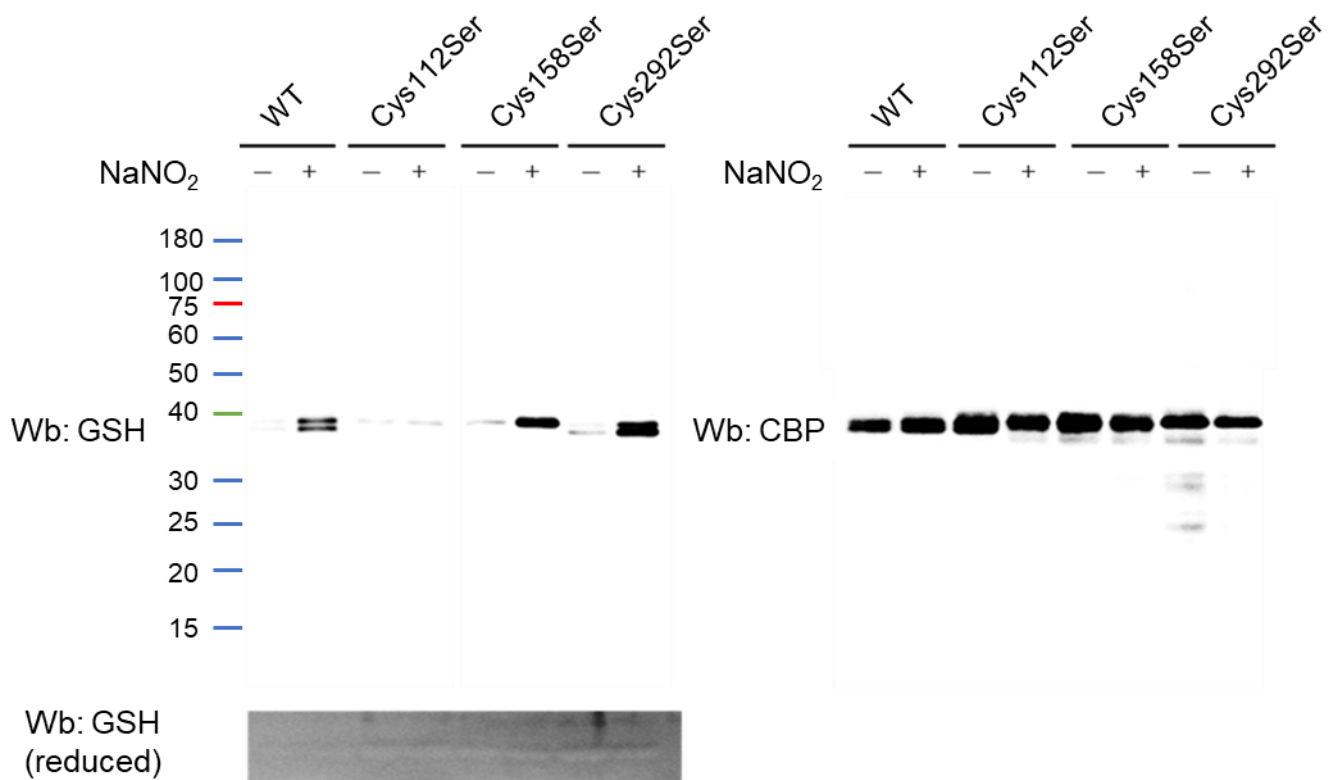 WT Cys112Ser Cys158Ser Cys292Ser WT Cys112Ser Cys158Ser Cys292Ser
NaNO₂ – + – + – + – + NaNO₂ – + – + – + – +
180
100
75
60
50
40
Wb: GSH Wb: CBP
30
25
20
15
Wb: GSH
(reduced)